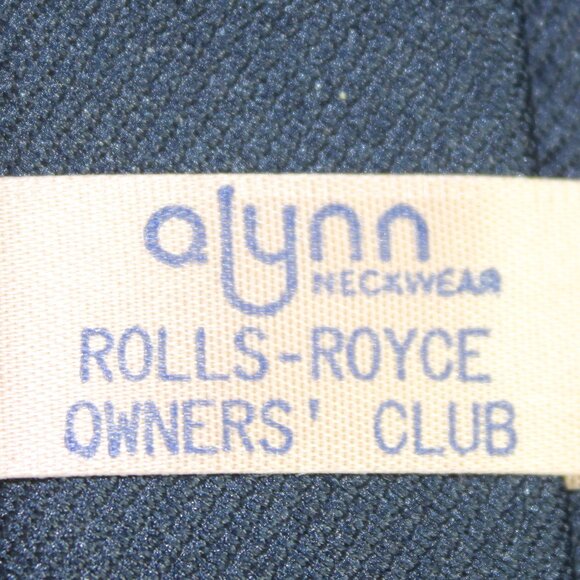 alynn
NECKWEAR
ROLLS-ROYCE
OWNERS' CLUB